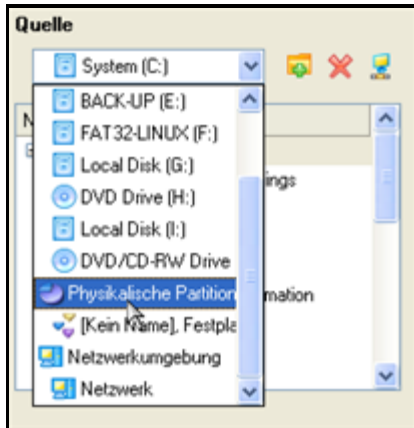 Quelle
System (C:)
N
BACK-UP (E:)
FAT32-LINUX (F:)
Local Disk (G:)
ings
DVD Drive (H:)
Local Disk (I:)
DVD/CD-RW Drive
Physikalische Partition
mation
[Kein Name], Festpla
Netzwerkumgebung
Netzwerk